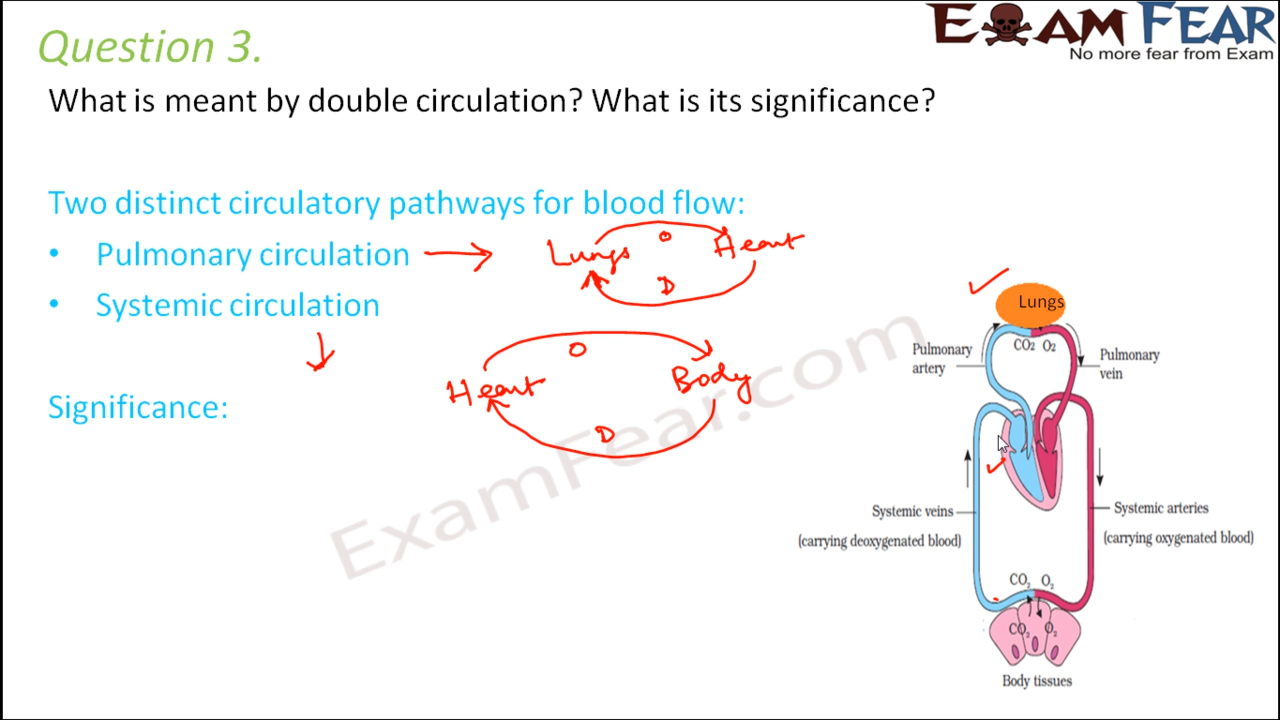 Question 3.
EXAM FEAR
No more fear from Exam
What is meant by double circulation? What is its significance?
Two distinct circulatory pathways for blood flow:
• Pulmonary circulation → Lungs O Heart
D
• Systemic circulation
O
Heart Body
D
Significance:
Lungs
CO2 O2
Pulmonary
artery
Pulmonary
vein
Systemic veins
(carrying deoxygenated blood)
Systemic arteries
(carrying oxygenated blood)
CO₂ O₂
CO₂ O₂
Body tissues
ExamFear.com